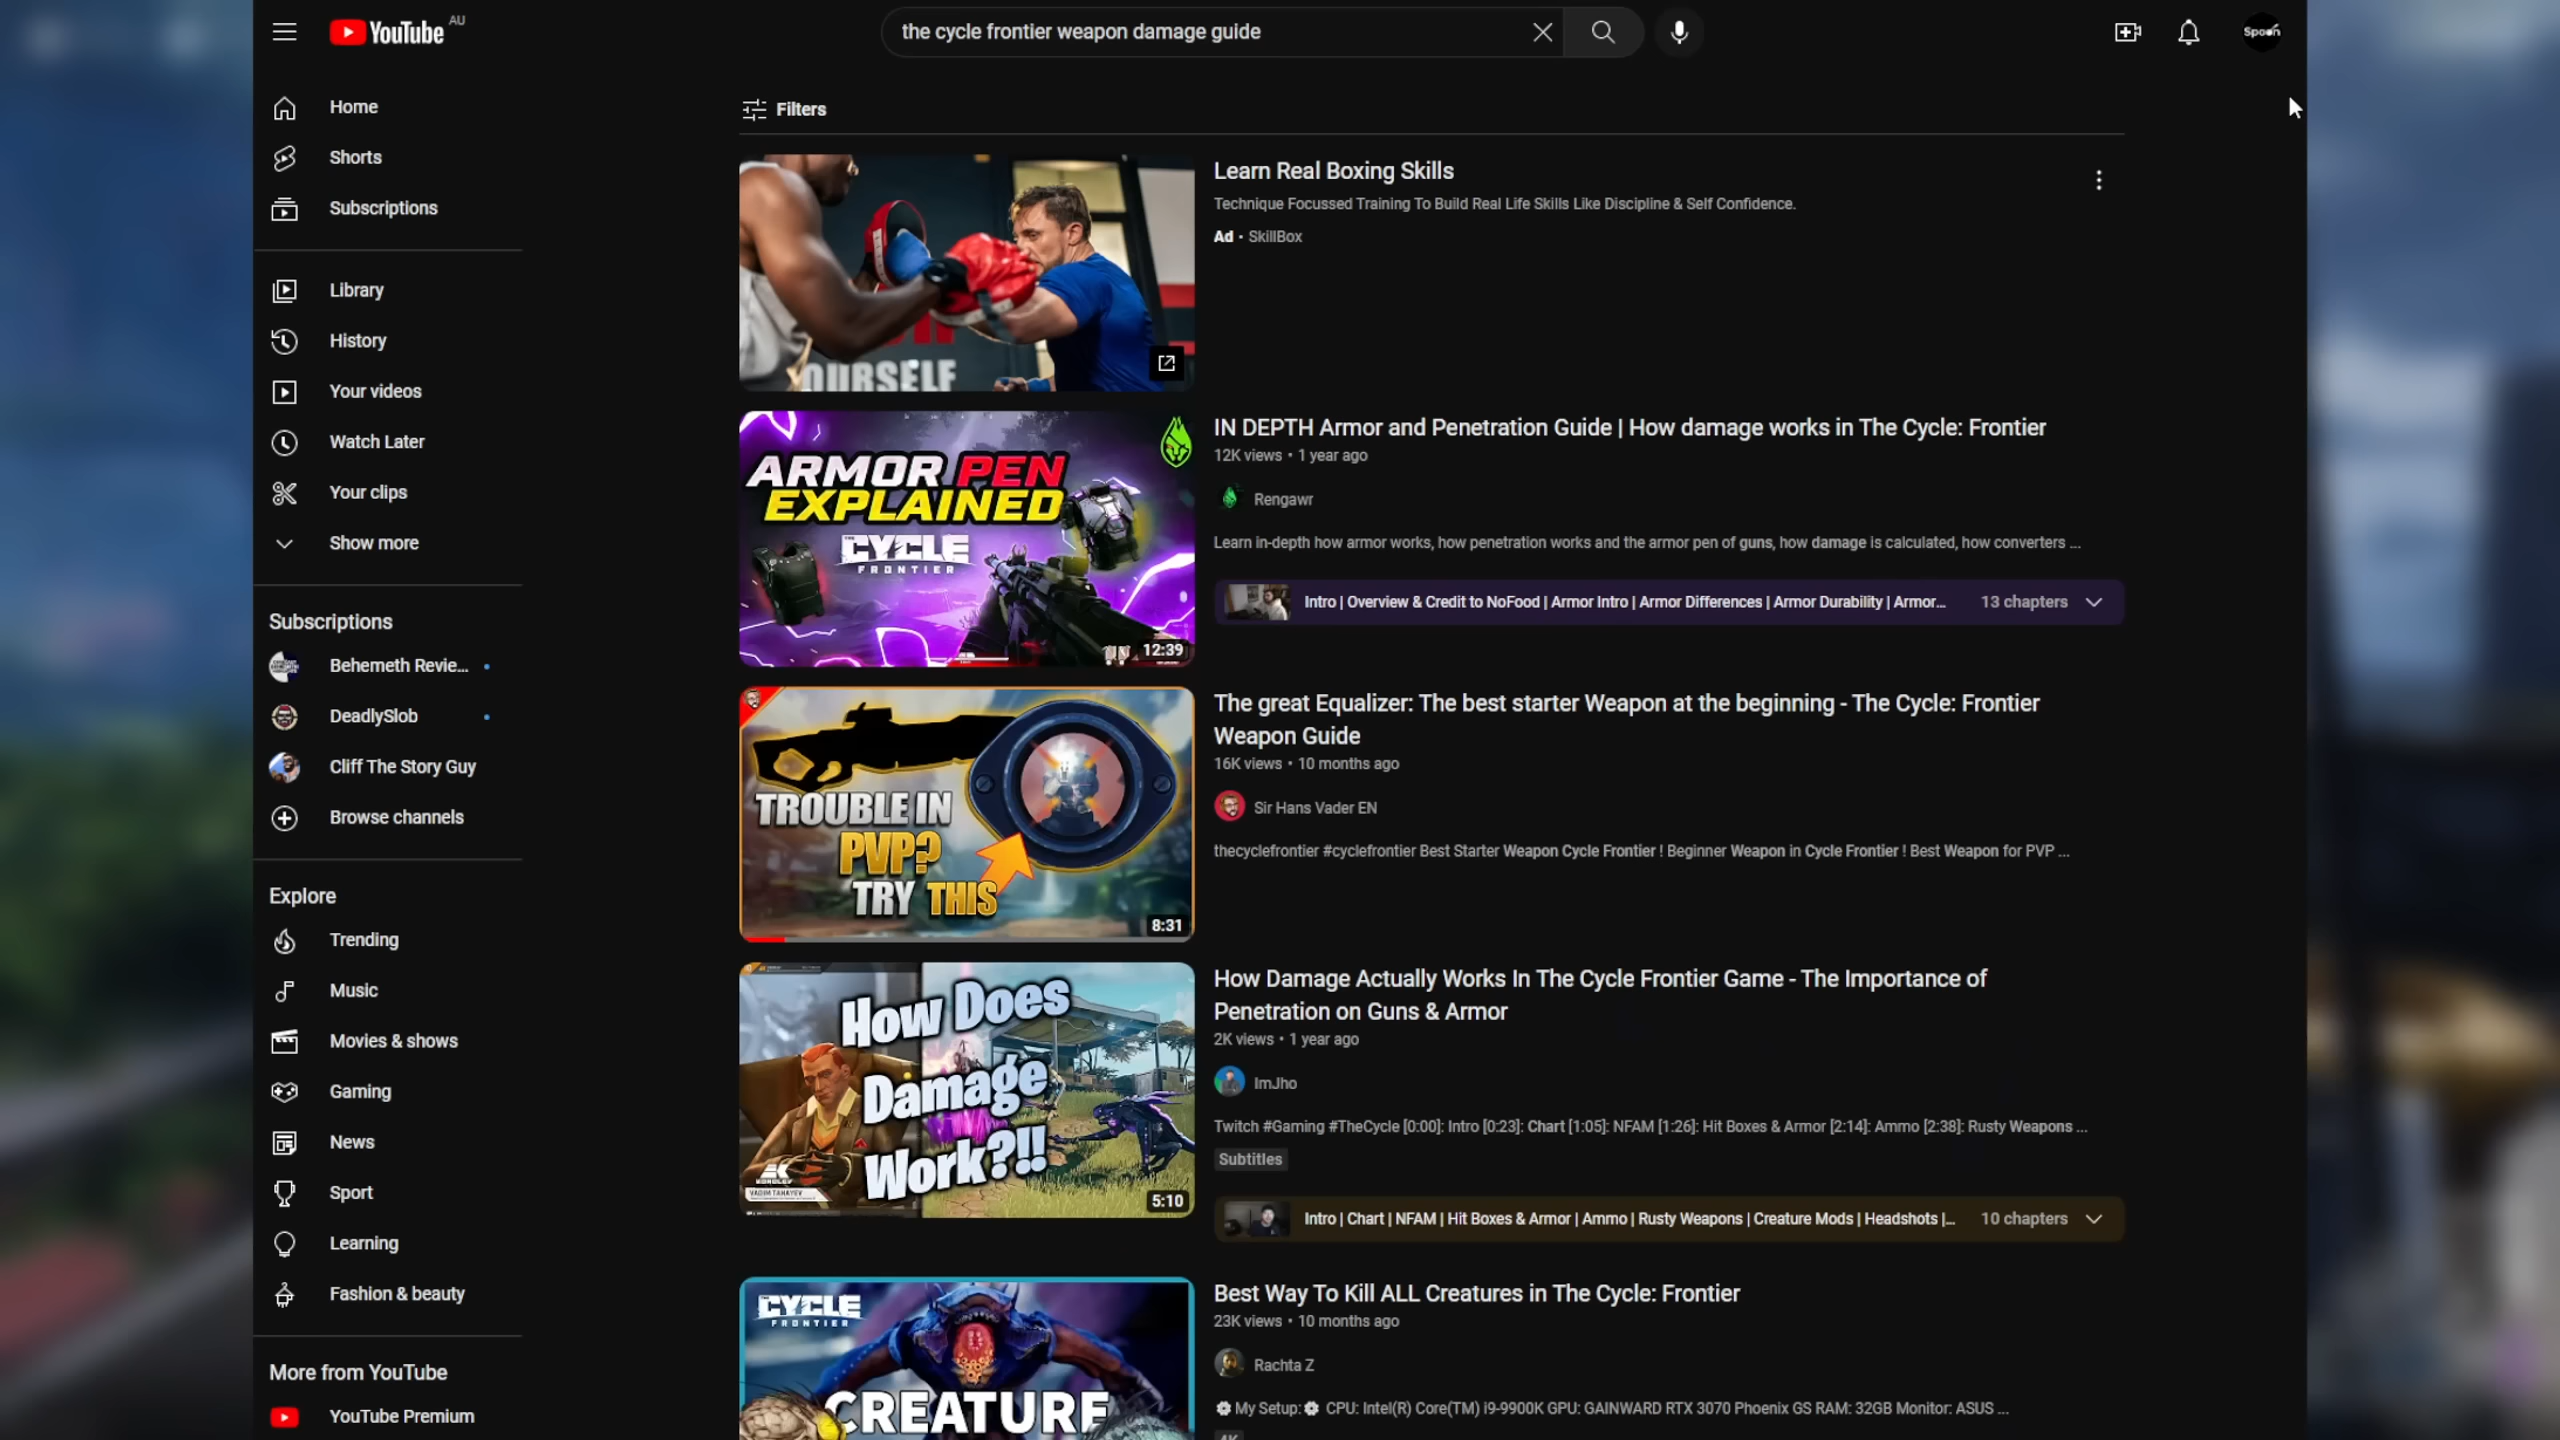 YouTube AU
the cycle frontier weapon damage guide
Spoon
Home
Shorts
Subscriptions
Library
History
Your videos
Watch Later
Your clips
Show more
Subscriptions
Behemeth Revie...
DeadlySlob
Cliff The Story Guy
Browse channels
Explore
Trending
Music
Movies & shows
Gaming
News
Sport
Learning
Fashion & beauty
More from YouTube
YouTube Premium
Filters
OURSELF
Learn Real Boxing Skills
Technique Focussed Training To Build Real Life Skills Like Discipline & Self Confidence.
Ad • SkillBox
ARMOR PEN
EXPLAINED
THE
CYCLE
FRONTIER
12:39
IN DEPTH Armor and Penetration Guide | How damage works in The Cycle: Frontier
12K views • 1 year ago
Rengawr
Learn in-depth how armor works, how penetration works and the armor pen of guns, how damage is calculated, how converters ...
Intro | Overview & Credit to NoFood | Armor Intro | Armor Differences | Armor Durability | Armor... 13 chapters
TROUBLE IN
PVP?
TRY THIS
8:31
The great Equalizer: The best starter Weapon at the beginning - The Cycle: Frontier
Weapon Guide
16K views • 10 months ago
Sir Hans Vader EN
thecyclefrontier #cyclefrontier Best Starter Weapon Cycle Frontier ! Beginner Weapon in Cycle Frontier ! Best Weapon for PVP ...
How Does
Damage
Work?!!
KOROLEV
VADIM TANAYEV
5:10
How Damage Actually Works In The Cycle Frontier Game - The Importance of
Penetration on Guns & Armor
2K views • 1 year ago
ImJho
Twitch #Gaming #TheCycle [0:00]: Intro [0:23]: Chart [1:05]: NFAM [1:26]: Hit Boxes & Armor [2:14]: Ammo [2:38]: Rusty Weapons ...
Subtitles
Intro | Chart | NFAM | Hit Boxes & Armor | Ammo | Rusty Weapons | Creature Mods | Headshots |... 10 chapters
THE
CYCLE
FRONTIER
CREATURE
Best Way To Kill ALL Creatures in The Cycle: Frontier
23K views • 10 months ago
Rachta Z
My Setup: CPU: Intel(R) Core(TM) i9-9900K GPU: GAINWARD RTX 3070 Phoenix GS RAM: 32GB Monitor: ASUS ...
4K